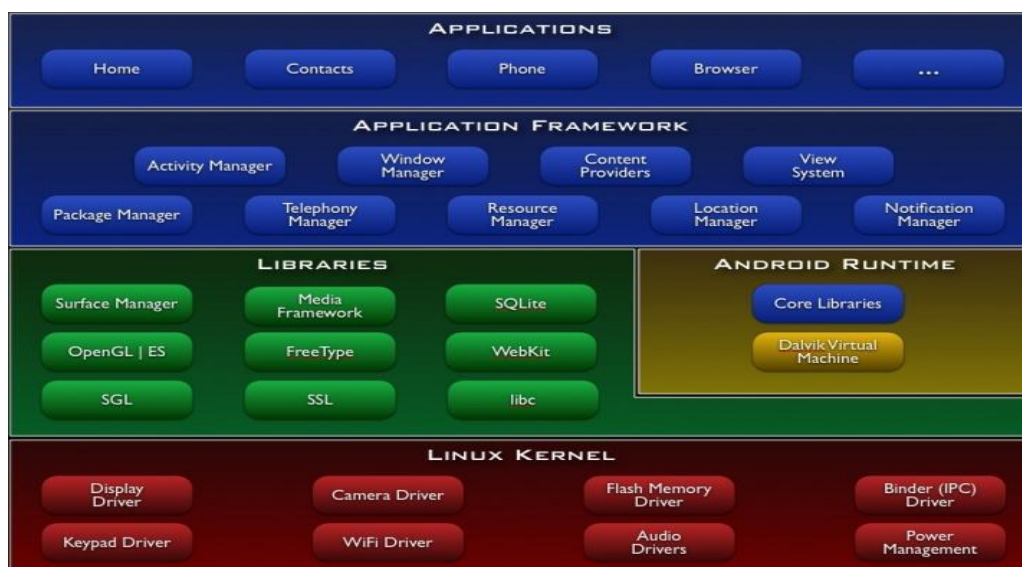 APPLICATIONS
Home
Contacts
Phone
Browser
...
APPLICATION FRAMEWORK
Activity Manager
Window
Manager
Content
Providers
View
System
Package Manager
Telephony
Manager
Resource
Manager
Location
Manager
Notification
Manager
LIBRARIES
Surface Manager
Media
Framework
SQLite
OpenGL | ES
FreeType
WebKit
SGL
SSL
libc
ANDROID RUNTIME
Core Libraries
Dalvik Virtual
Machine
LINUX KERNEL
Display
Driver
Camera Driver
Flash Memory
Driver
Binder (IPC)
Driver
Keypad Driver
WiFi Driver
Audio
Drivers
Power
Management